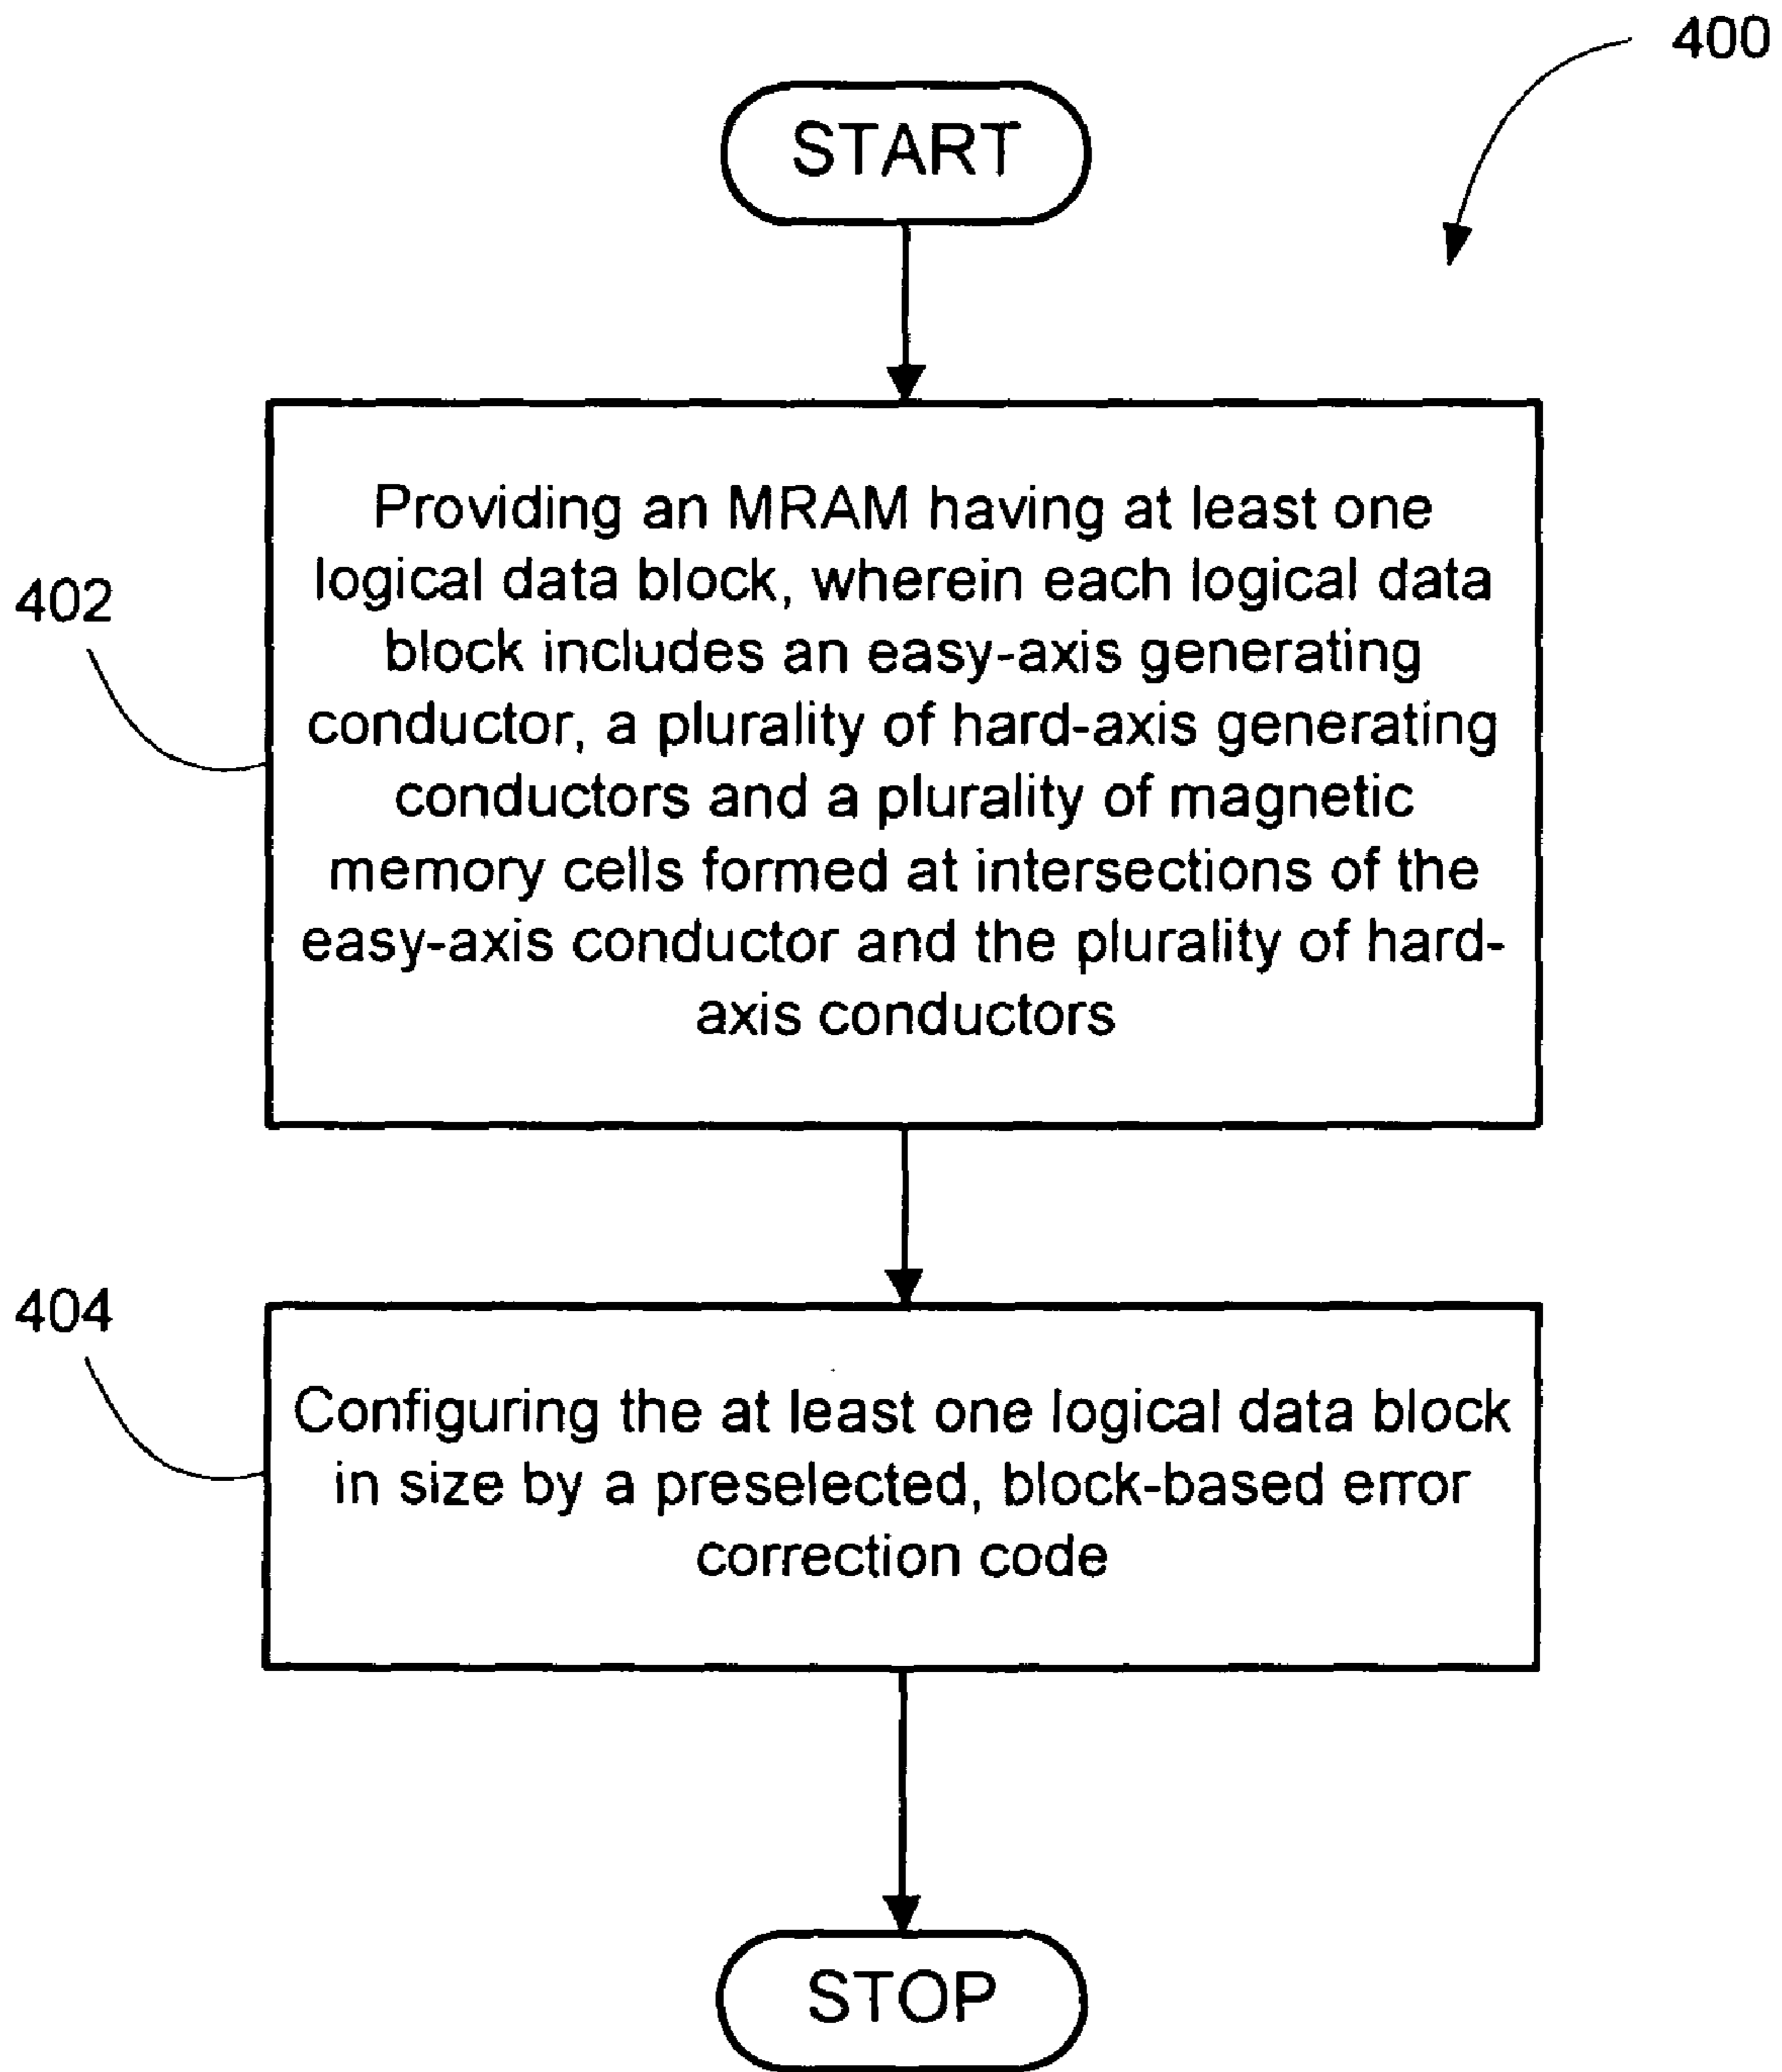 400
START
402
Providing an MRAM having at least one
logical data block, wherein each logical data
block includes an easy-axis generating
conductor, a plurality of hard-axis generating
conductors and a plurality of magnetic
memory cells formed at intersections of the
easy-axis conductor and the plurality of hard-
axis conductors
404
Configuring the at least one logical data block
in size by a preselected, block-based error
correction code
STOP